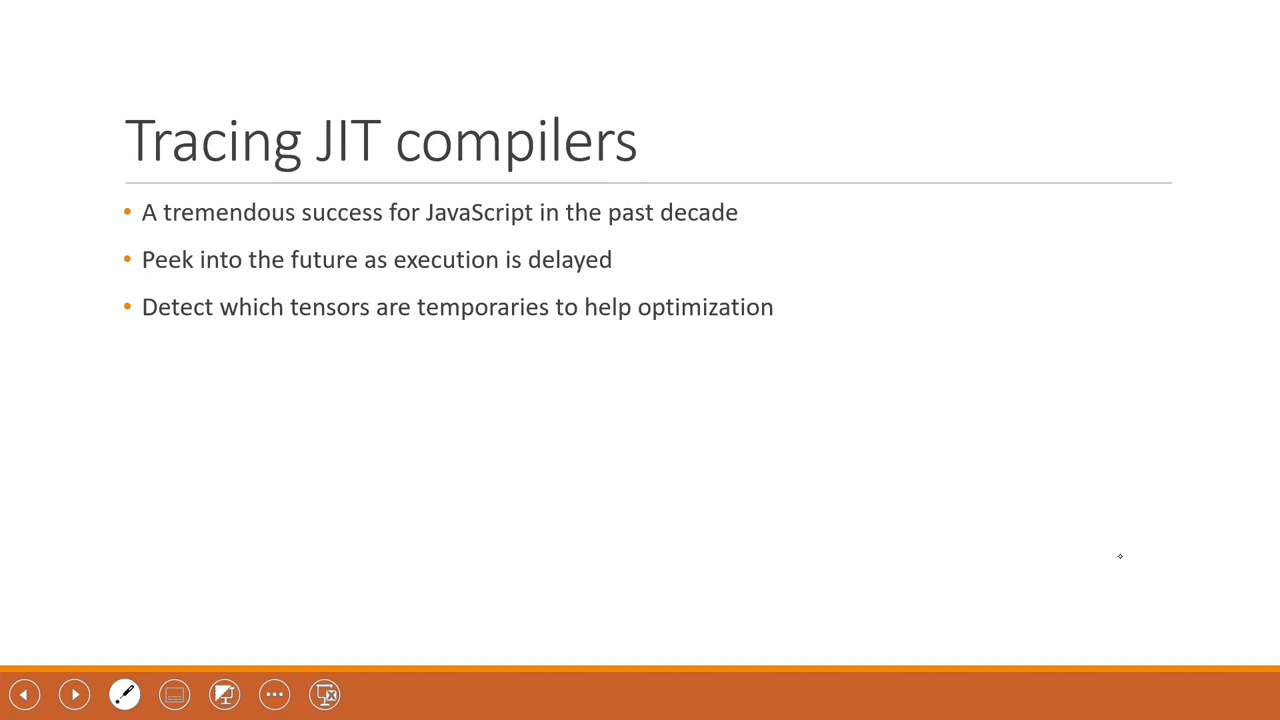 Tracing JIT compilers
• A tremendous success for JavaScript in the past decade
• Peek into the future as execution is delayed
• Detect which tensors are temporaries to help optimization